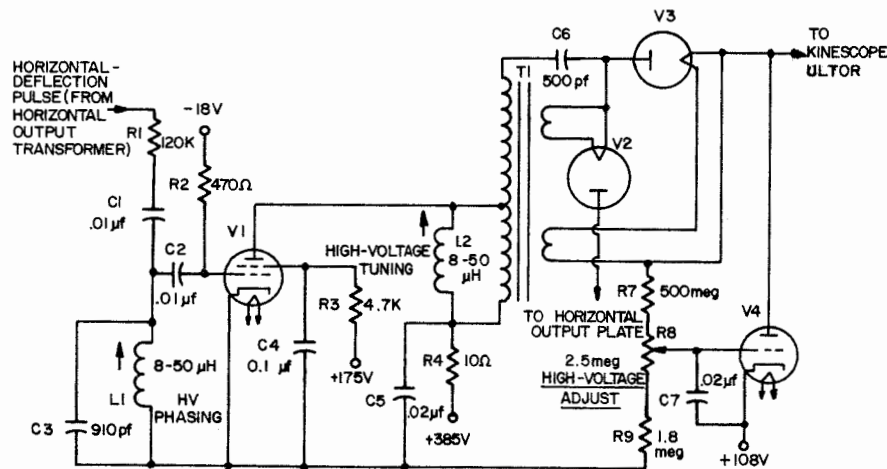 HORIZONTAL-
DEFLECTION
PULSE (FROM
HORIZONTAL
OUTPUT
TRANSFORMER)
R1
120K
-18V
R2
470Ω
C1
.01μf
C2
.01μf
V1
HIGH-VOLTAGE
TUNING
L2
8-50
μH
R3
4.7K
+175V
C4
0.1 μf
8-50 μH
L1
HV
PHASING
C3
910pf
R4
10Ω
C5
.02μf
+385V
T1
C6
500pf
V3
TO
KINESCOPE
ULTOR
V2
TO HORIZONTAL
OUTPUT PLATE
R7
500meg
R8
2.5meg
HIGH-VOLTAGE
ADJUST
V4
.02μf
C7
R9
1.8
meg
+108V